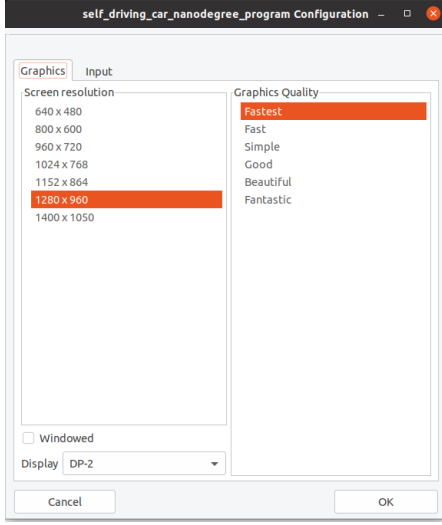 self_driving_car_nanodegree_program Configuration
Graphics
Input
Screen resolution
640 x 480
800 x 600
960 x 720
1024 x 768
1152 x 864
1280 x 960
1400 x 1050
Graphics Quality
Fastest
Fast
Simple
Good
Beautiful
Fantastic
Windowed
Display DP-2
Cancel
OK